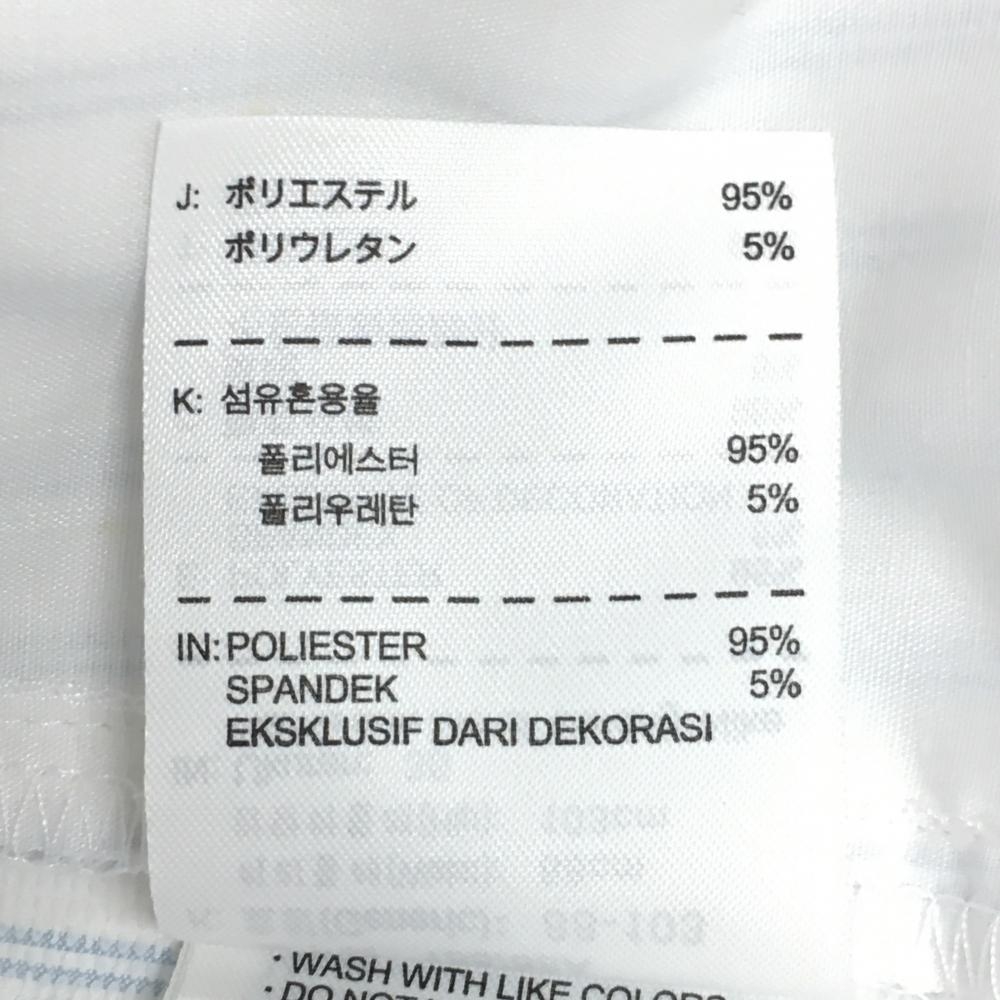 J: ポリエステル 95%
ポリウレタン 5%
K: 섬유혼용율
폴리에스터 95%
폴리우레탄 5%
IN: POLIESTER 95%
SPANDEK 5%
EKSKLUSIF DARI DEKORASI
• WASH WITH LIKE COLORS
• DO NOT